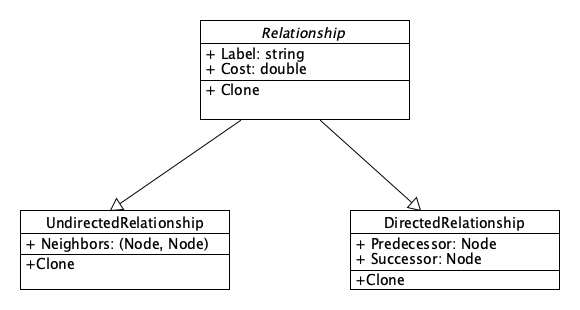 Relationship
+ Label: string
+ Cost: double
+ Clone
UndirectedRelationship
+ Neighbors: (Node, Node)
+Clone
DirectedRelationship
+ Predecessor: Node
+ Successor: Node
+Clone